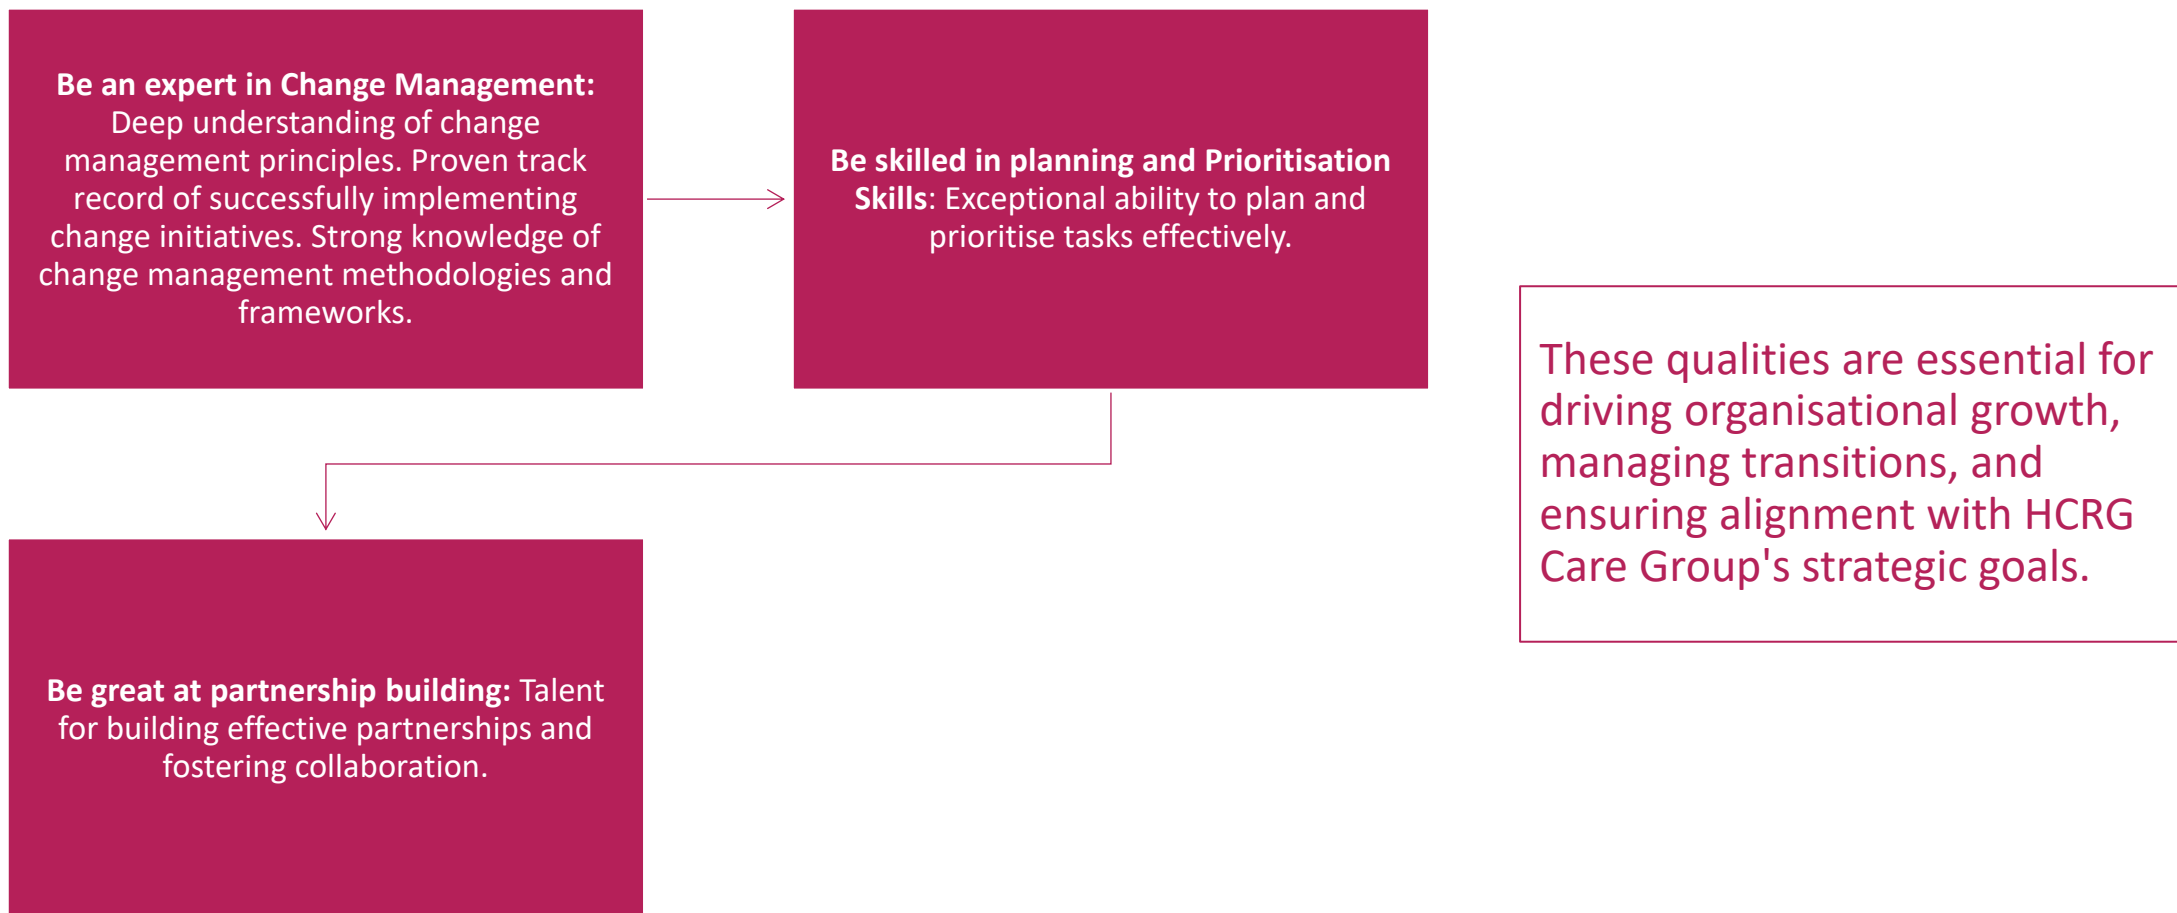 Be an expert in Change Management:
Deep understanding of change
management principles. Proven track
record of successfully implementing
change initiatives. Strong knowledge of
change management methodologies and
frameworks.
Be skilled in planning and Prioritisation
Skills: Exceptional ability to plan and
prioritise tasks effectively.
Be great at partnership building: Talent
for building effective partnerships and
fostering collaboration.
These qualities are essential for
driving organisational growth,
managing transitions, and
ensuring alignment with HCRG
Care Group's strategic goals.